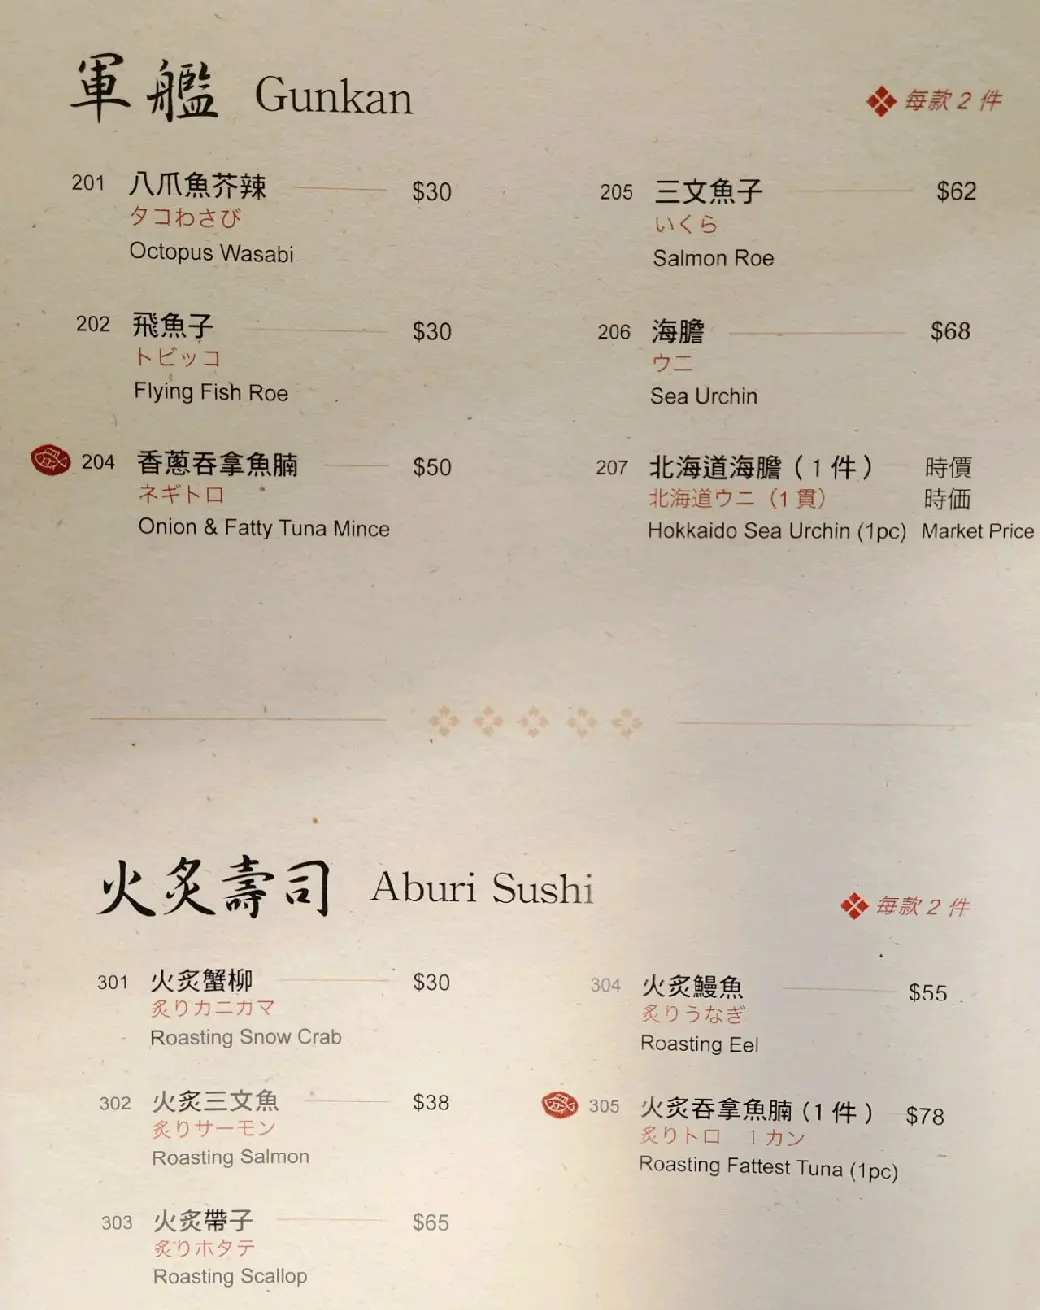 軍艦 Gunkan
每款 2 件
201 八爪魚芥辣 $30
タコわさび
Octopus Wasabi
202 飛魚子 $30
トビッコ
Flying Fish Roe
204 香蔥吞拿魚腩 $50
ネギトロ
Onion & Fatty Tuna Mince
205 三文魚子 $62
いくら
Salmon Roe
206 海膽 $68
ウニ
Sea Urchin
207 北海道海膽（1 件） 時價
北海道ウニ（1 貫） 時価
Hokkaido Sea Urchin (1pc) Market Price
火炙壽司 Aburi Sushi
每款 2 件
301 火炙蟹柳 $30
炙りカニカマ
Roasting Snow Crab
302 火炙三文魚 $38
炙りサーモン
Roasting Salmon
303 火炙帶子 $65
炙りホタテ
Roasting Scallop
304 火炙鰻魚 $55
炙りうなぎ
Roasting Eel
305 火炙吞拿魚腩（1 件） $78
炙りトロ 1 カン
Roasting Fattest Tuna (1pc)